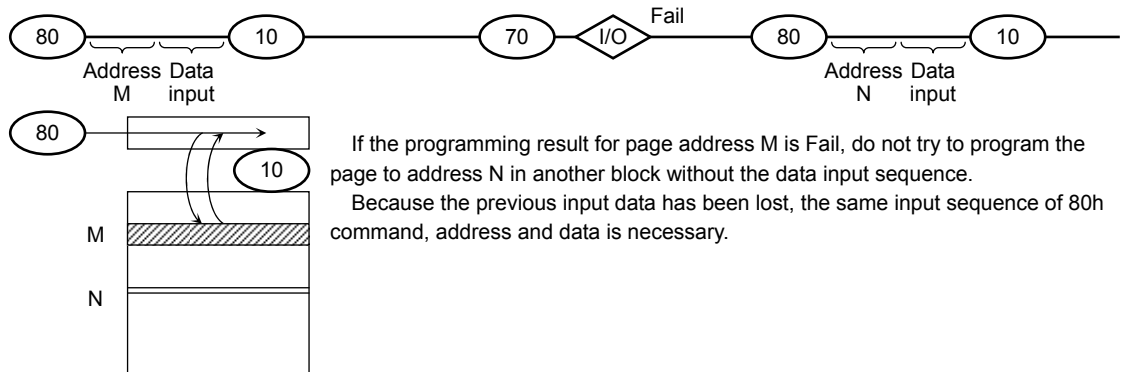 Fail
80 10 70 I/O 80 10
Address Data Address Data
M input N input
80
10
If the programming result for page address M is Fail, do not try to program the
page to address N in another block without the data input sequence.
Because the previous input data has been lost, the same input sequence of 80h
command, address and data is necessary.
M
N